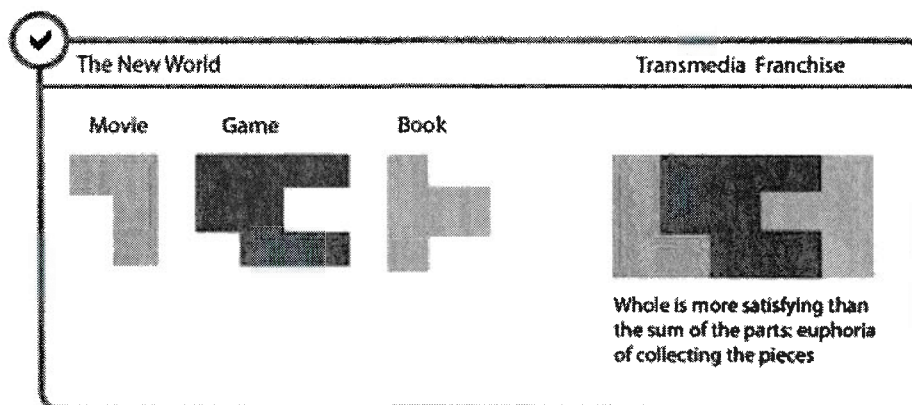 The New World
Transmedia Franchise
Movie
Game
Book
Whole is more satisfying than
the sum of the parts: euphoria
of collecting the pieces